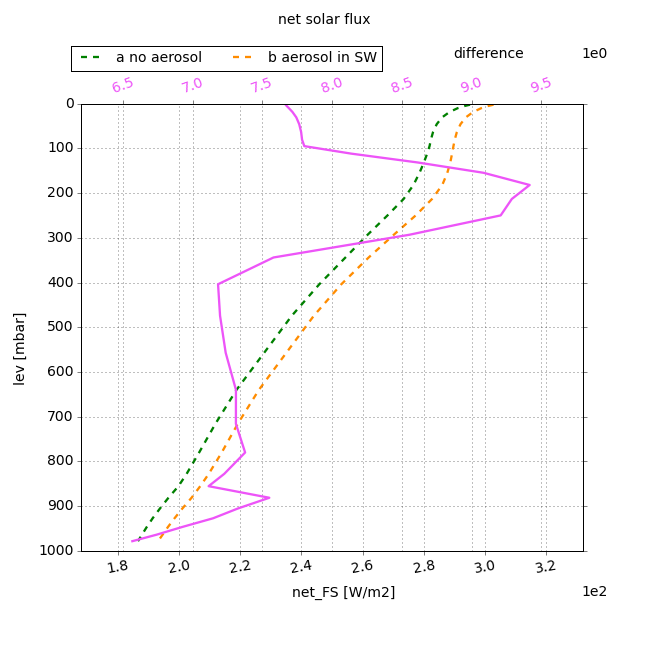 net solar flux
a no aerosol b aerosol in SW difference 1e0
6.5 7.0 7.5 8.0 8.5 9.0 9.5
0
100
200
300
400
500
600
700
800
900
1000
lev [mbar]
1.8 2.0 2.2 2.4 2.6 2.8 3.0 3.2
net_FS [W/m2] 1e2